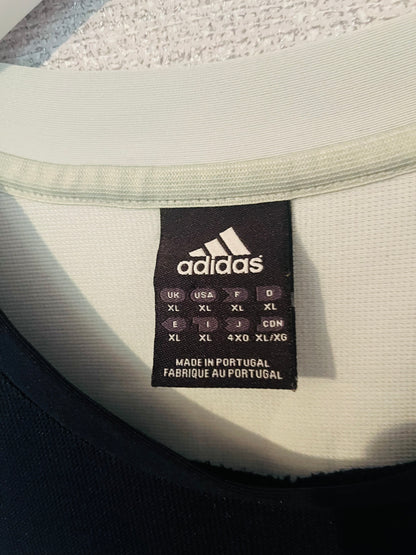 adidas
UK USA F D
XL XL XL XL
E I J CDN
XL XL 4XO XL/XG
MADE IN PORTUGAL
FABRIQUE AU PORTUGAL